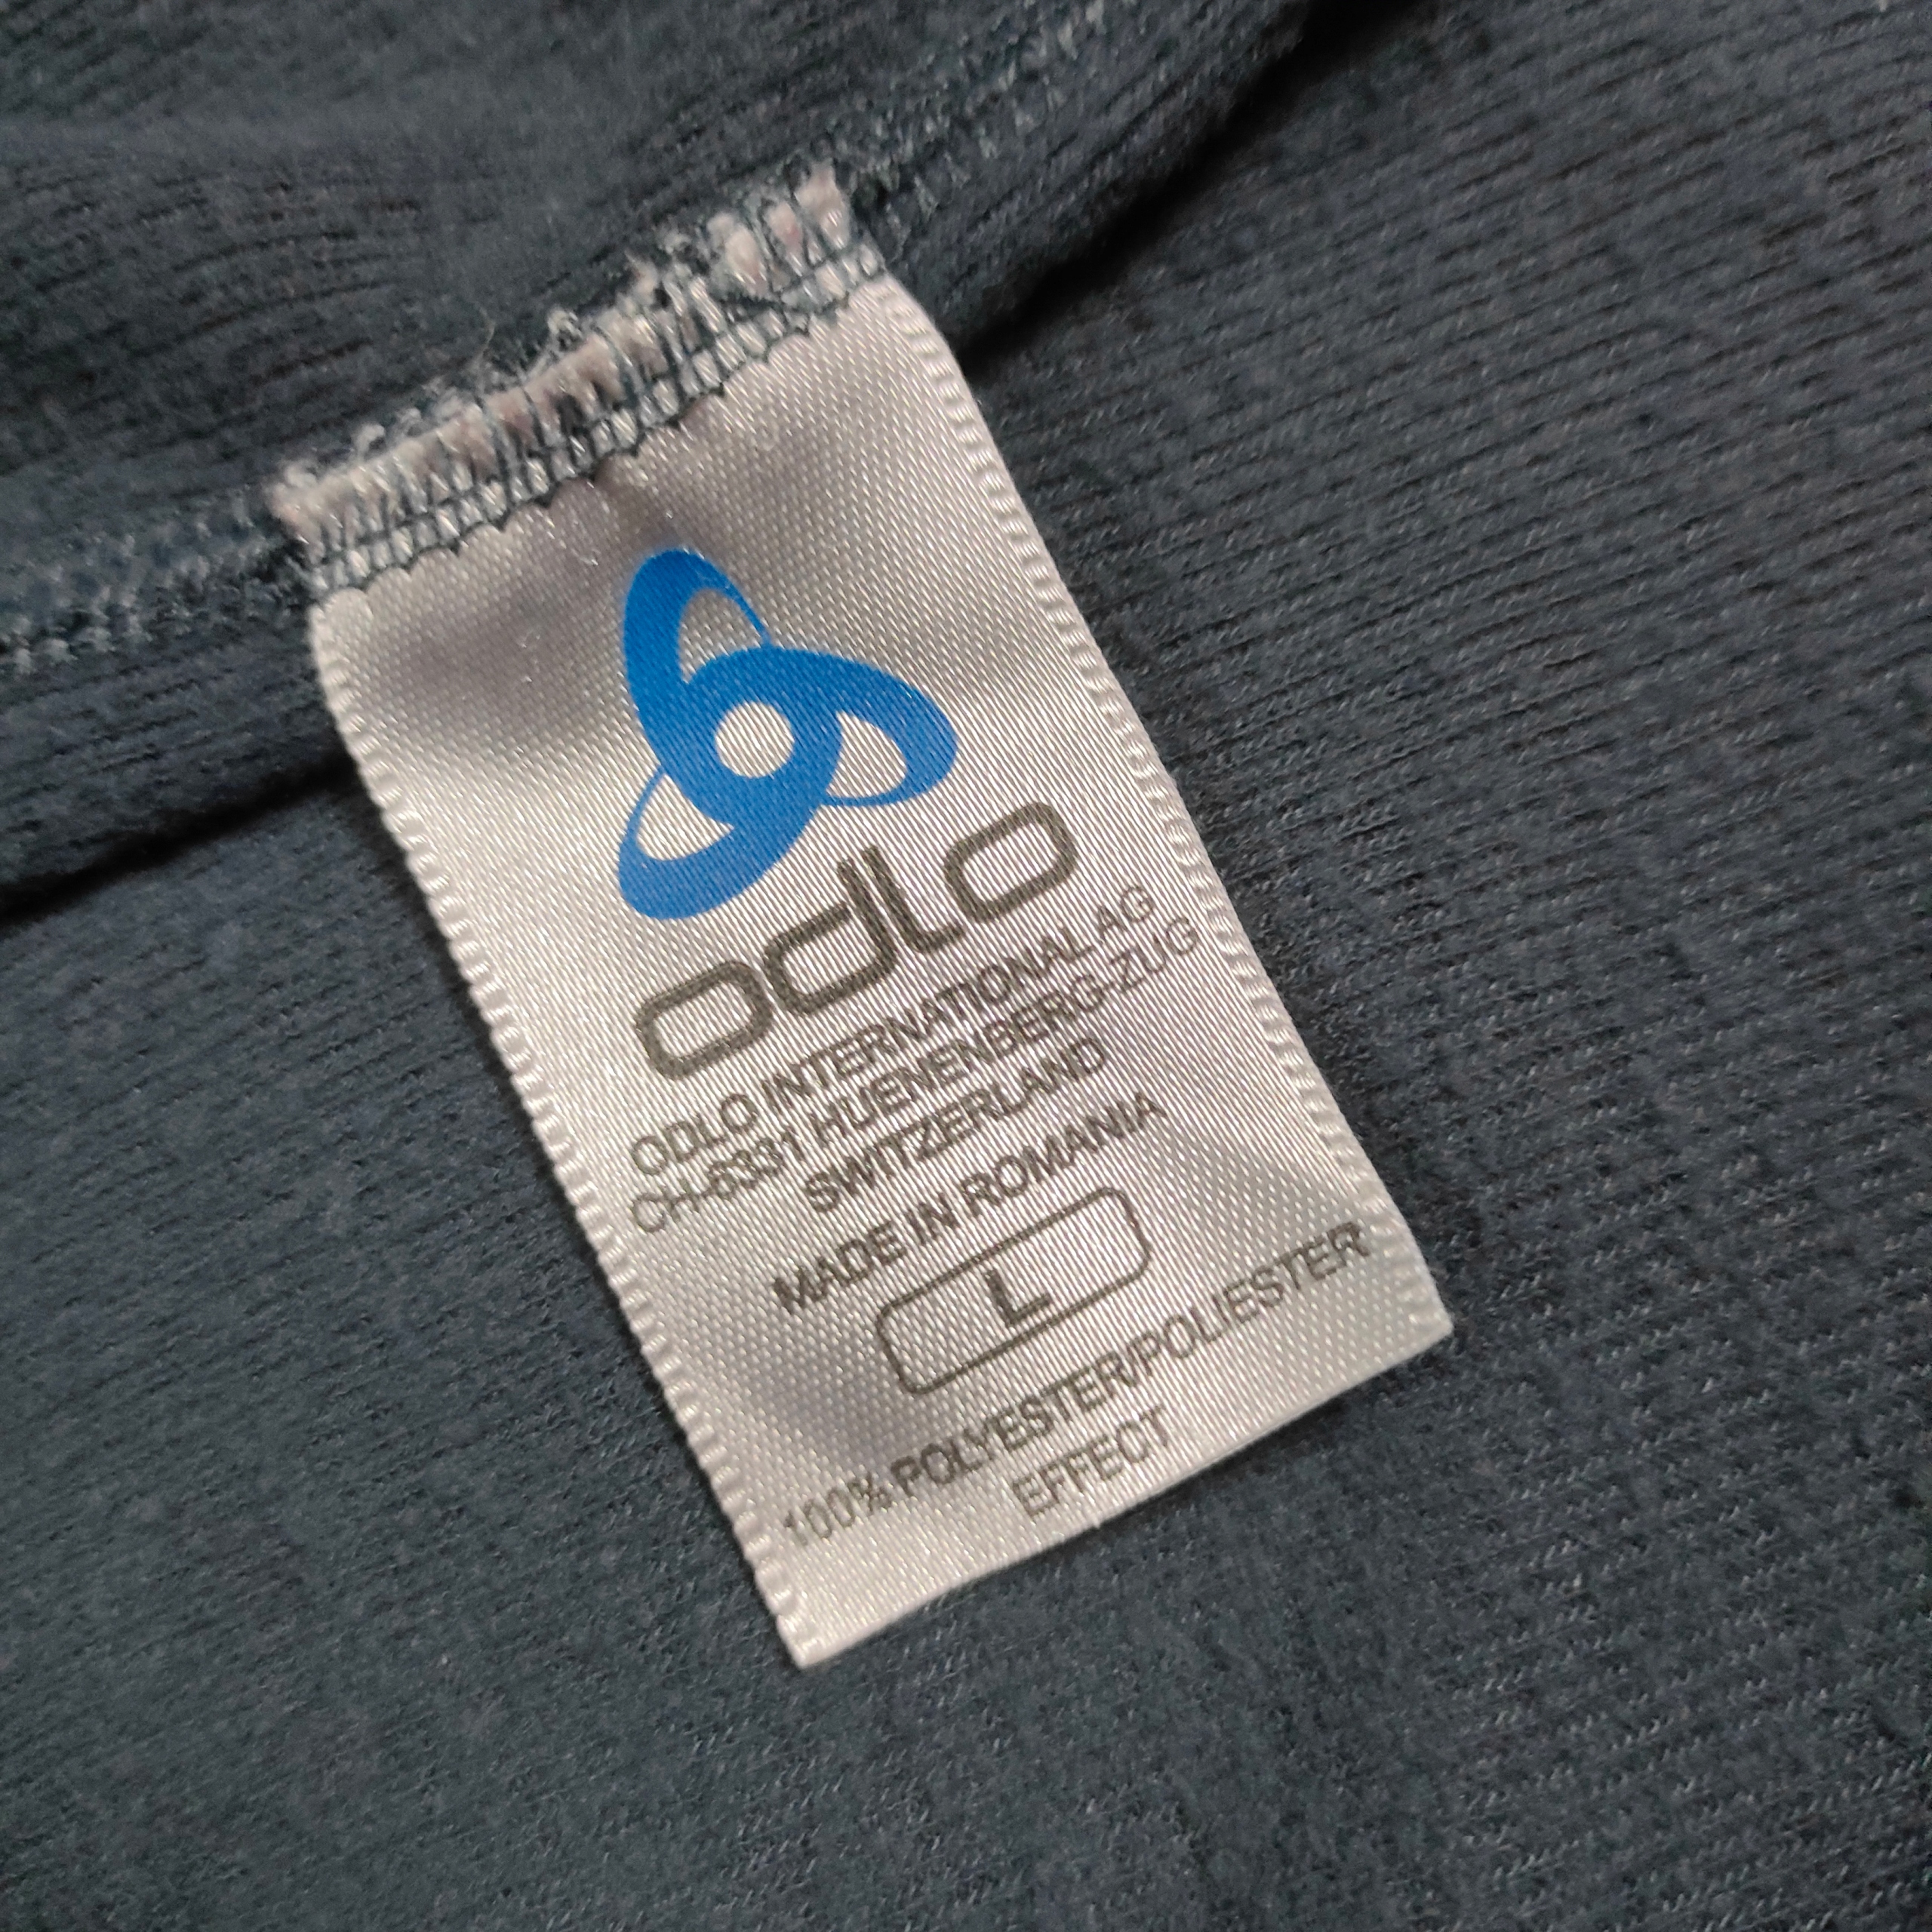 odlo
ODLO INTERNATIONAL AG
CH-6331 HUENENBERG-ZUG
SWITZERLAND
MADE IN ROMANIA
L
100% POLYESTER/POLIESTER
EFFECT